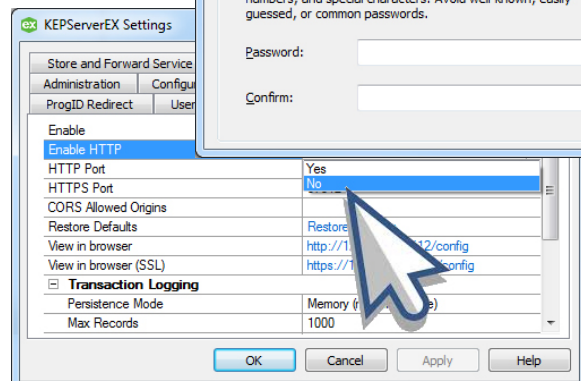 numbers, and special characters. Avoid well known, easily
guessed, or common passwords.
Password:
Confirm:
KEPServerEX Settings
Store and Forward Service
Administration
ProgID Redirect User
Enable
Enable HTTP
HTTP Port Yes
HTTPS Port No
CORS Allowed Origins
Restore Defaults Restore
View in browser http://1 12/config
View in browser (SSL) https://1 config
Transaction Logging
Persistence Mode Memory
Max Records 1000
OK Cancel Apply Help